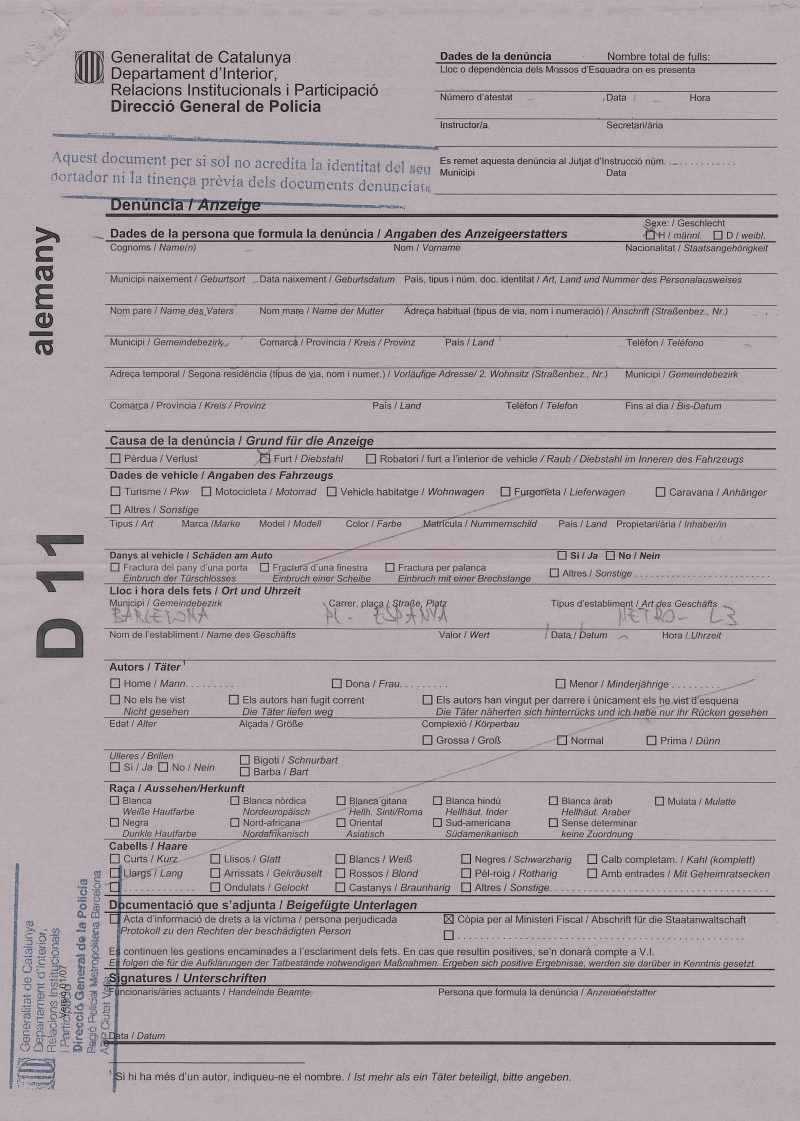 Generalitat de Catalunya
Departament d'Interior,
Relacions Institucionals i Participació
Direcció General de Policia
Dades de la denúncia Nombre total de fulls:
Lloc o dependència dels Mossos d'Esquadra on es presenta
Número d'atestat Data Hora
Instructor/a Secretari/ària
Es remet aquesta denúncia al Jutjat d'Instrucció núm. .............
Municipi Data
Aquest document per si sol no acredita la identitat del seu
portador ni la tinença prèvia dels documents denunciats
Denúncia / Anzeige
Sexe: / Geschlecht
Dades de la persona que formula la denúncia / Angaben des Anzeigeerstatters ☒ H / männl. ☐ D / weibl.
Cognoms / Name(n) Nom / Vorname Nacionalitat / Staatsangehörigkeit
Municipi naixement / Geburtsort Data naixement / Geburtsdatum País, tipus i núm. doc. identitat / Art, Land und Nummer des Personalausweises
Nom pare / Name des Vaters Nom mare / Name der Mutter Adreça habitual (tipus de via, nom i numeració) / Anschrift (Straßenbez., Nr.)
Municipi / Gemeindebezirk Comarca / Província / Kreis / Provinz País / Land Telèfon / Teléfono
Adreça temporal / Segona residència (típus de via, nom i numer.) / Vorläufige Adresse/ 2. Wohnsitz (Straßenbez., Nr.) Municipi / Gemeindebezirk
Comarca / Provincia / Kreis / Provinz País / Land Telèfon / Telefon Fins al dia / Bis-Datum
Causa de la denúncia / Grund für die Anzeige
☐ Pèrdua / Verlust ☒ Furt / Diebstahl ☐ Robatori / furt a l'interior de vehicle / Raub / Diebstahl im Inneren des Fahrzeugs
Dades de vehicle / Angaben des Fahrzeugs
☐ Turisme / Pkw ☐ Motocicleta / Motorrad ☐ Vehicle habitatge / Wohnwagen ☐ Furgoneta / Lieferwagen ☐ Caravana / Anhänger
☐ Altres / Sonstige
Tipus / Art Marca /Marke Model / Modell Color / Farbe Matrícula / Nummernschild País / Land Propietari/ària / Inhaber/in
Danys al vehicle / Schäden am Auto ☐ Sí / Ja ☐ No / Nein
☐ Fractura del pany d'una porta ☐ Fractura d'una finestra ☐ Fractura per palanca ☐ Altres / Sonstige ..........................
Einbruch der Türschlosses Einbruch einer Scheibe Einbruch mit einer Brechstange
Lloc i hora dels fets / Ort und Uhrzeit
Municipi / Gemeindebezirk Carrer, plaça / Straße, Platz Tipus d'establiment / Art des Geschäfts
BARCELONA PL- ESPANYA METRO- L3
Nom de l'establiment / Name des Geschäfts Valor / Wert Data / Datum Hora / Uhrzeit
Autors / Täter1
☐ Home / Mann......... ☐ Dona / Frau......... ☐ Menor / Minderjährige .........
☐ No els he vist ☐ Els autors han fugit corrent ☐ Els autors han vingut per darrere i únicament els he vist d'esquena
Nicht gesehen Die Täter liefen weg Die Täter näherten sich hinterrücks und ich habe nur ihr Rücken gesehen
Edat / Alter Alçada / Größe Complexió / Körperbau
☐ Grossa / Groß ☐ Normal ☐ Prima / Dünn
Ulleres / Brillen ☐ Bigoti / Schnurbart
☐ Sí / Ja ☐ No / Nein ☐ Barba / Bart
Raça / Aussehen/Herkunft
☐ Blanca ☐ Blanca nòrdica ☐ Blanca gitana ☐ Blanca hindú ☐ Blanca àrab ☐ Mulata / Mulatte
Weiße Hautfarbe Nordeuropäisch Hellh. Sinti/Roma Hellhäut. Inder Hellhäut. Araber
☐ Negra ☐ Nord-africana ☐ Oriental ☐ Sud-americana ☐ Sense determinar
Dunkle Hautfarbe Nordafrikanisch Asiatisch Südamerikanisch keine Zuordnung
Cabells / Haare
☐ Curts / Kurz ☐ Llisos / Glatt ☐ Blancs / Weiß ☐ Negres / Schwarzharig ☐ Calb completam. / Kahl (komplett)
☐ Llargs / Lang ☐ Arrissats / Gekräuselt ☐ Rossos / Blond ☐ Pèl-roig / Rotharig ☐ Amb entrades / Mit Geheimratsecken
☐ ............. ☐ Ondulats / Gelockt ☐ Castanys / Braunharig ☐ Altres / Sonstige..............................
Documentació que s'adjunta / Beigefügte Unterlagen
☐ Acta d'informació de drets a la víctima / persona perjudicada ☒ Còpia per al Ministeri Fiscal / Abschrift für die Staatanwaltschaft
Protokoll zu den Rechten der beschädigten Person ☐ ..............................
Es continuen les gestions encaminades a l'esclariment dels fets. En cas que resultin positives, se'n donarà compte a V.I.
Es folgen die für die Aufklärungen der Tatbestände notwendigen Maßnahmen. Ergeben sich positive Ergebnisse, werden sie darüber in Kenntnis gesetzt.
Signatures / Unterschriften
Funcionaris/àries actuants / Handelnde Beamte Persona que formula la denúncia / Anzeigeerstatter
Data / Datum
1 Si hi ha més d'un autor, indiqueu-ne el nombre. / Ist mehr als ein Täter beteiligt, bitte angeben.
alemany
D 11
Versió 01/07
Generalitat de Catalunya
Departament d'Interior,
Relacions Institucionals
i Participació
Direcció General de la Policia
Regió Policial Metropolitana Barcelona
ABP Ciutat Vella